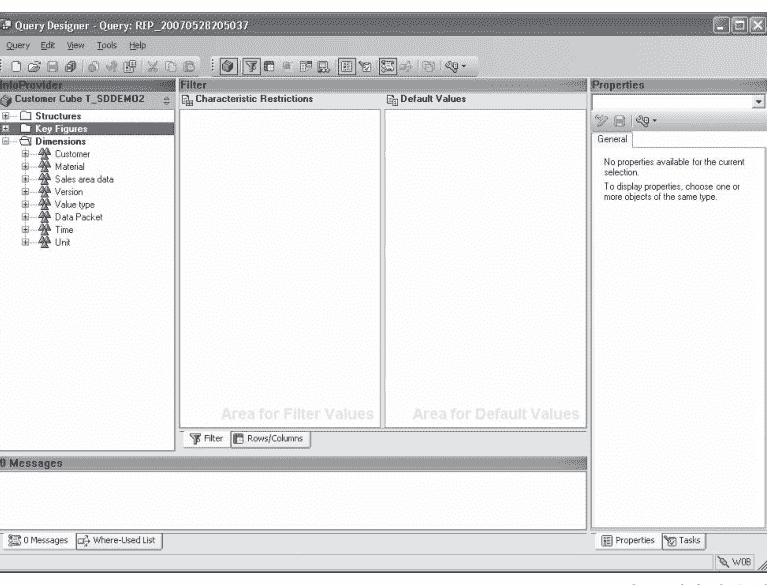 Query Designer - Query: REP_20070528205037
Query Edit View Tools Help
InfoProvider
Filter
Properties
Customer Cube T_SDDEMO2
Characteristic Restrictions
Default Values
Structures
Key Figures
Dimensions
Customer
Material
Sales area data
Version
Value type
Data Packet
Time
Unit
General
No properties available for the current
selection.
To display properties, choose one or
more objects of the same type.
Area for Filter Values
Area for Default Values
Filter
Rows/Columns
0 Messages
0 Messages
Where-Used List
Properties
Tasks
W0B